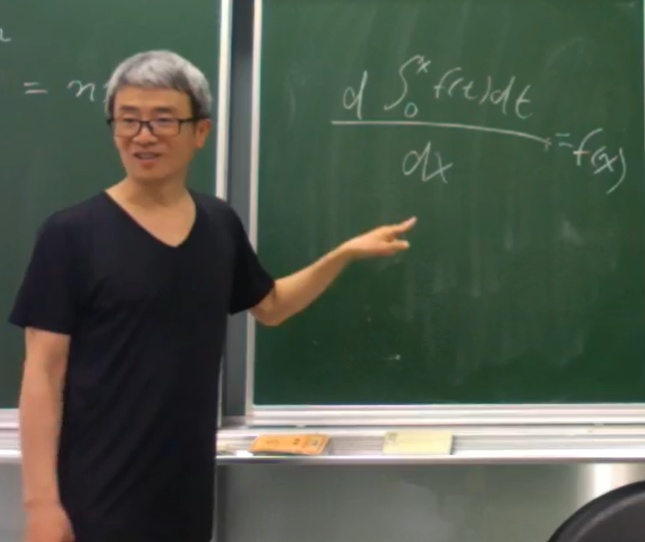 = n
d ∫₀ˣ f(t)dt
= f(x)
dx